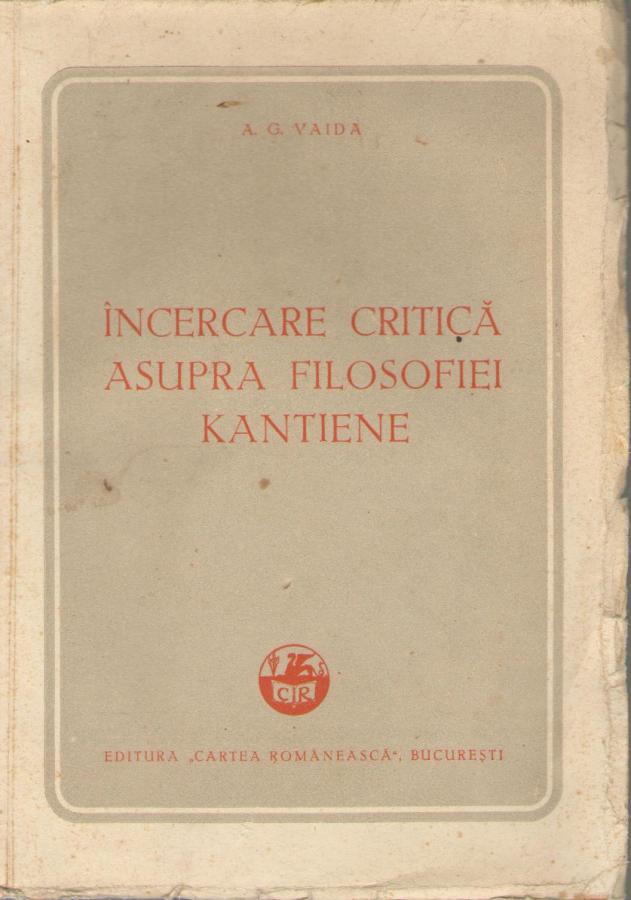 A. G. VAIDA
ÎNCERCARE CRITICĂ
ASUPRA FILOSOFIEI
KANTIENE
CR
EDITURA „CARTEA ROMÂNEASCĂ“, BUCUREȘTI